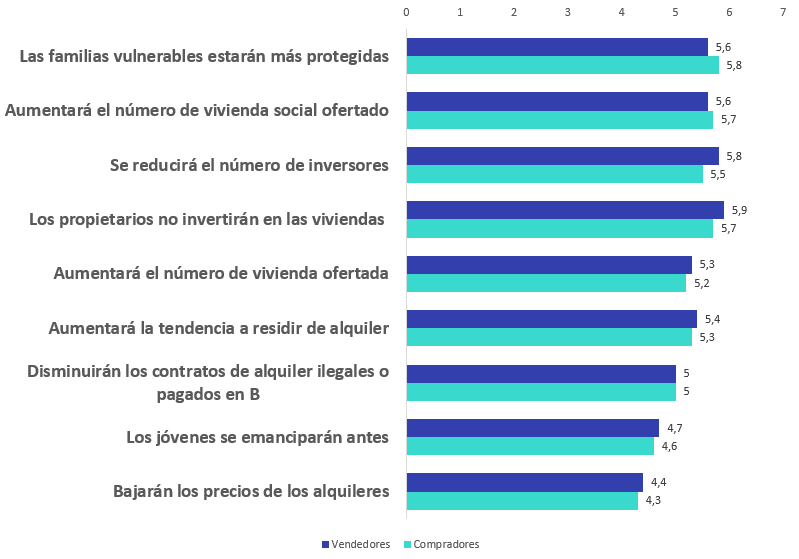 0 1 2 3 4 5 6 7
Las familias vulnerables estarán más protegidas
5,6
5,8
Aumentará el número de vivienda social ofertado
5,6
5,7
Se reducirá el número de inversores
5,8
5,5
Los propietarios no invertirán en las viviendas
5,9
5,7
Aumentará el número de vivienda ofertada
5,3
5,2
Aumentará la tendencia a residir de alquiler
5,4
5,3
Disminuirán los contratos de alquiler ilegales o
pagados en B
5
5
Los jóvenes se emanciparán antes
4,7
4,6
Bajarán los precios de los alquileres
4,4
4,3
Vendedores Compradores